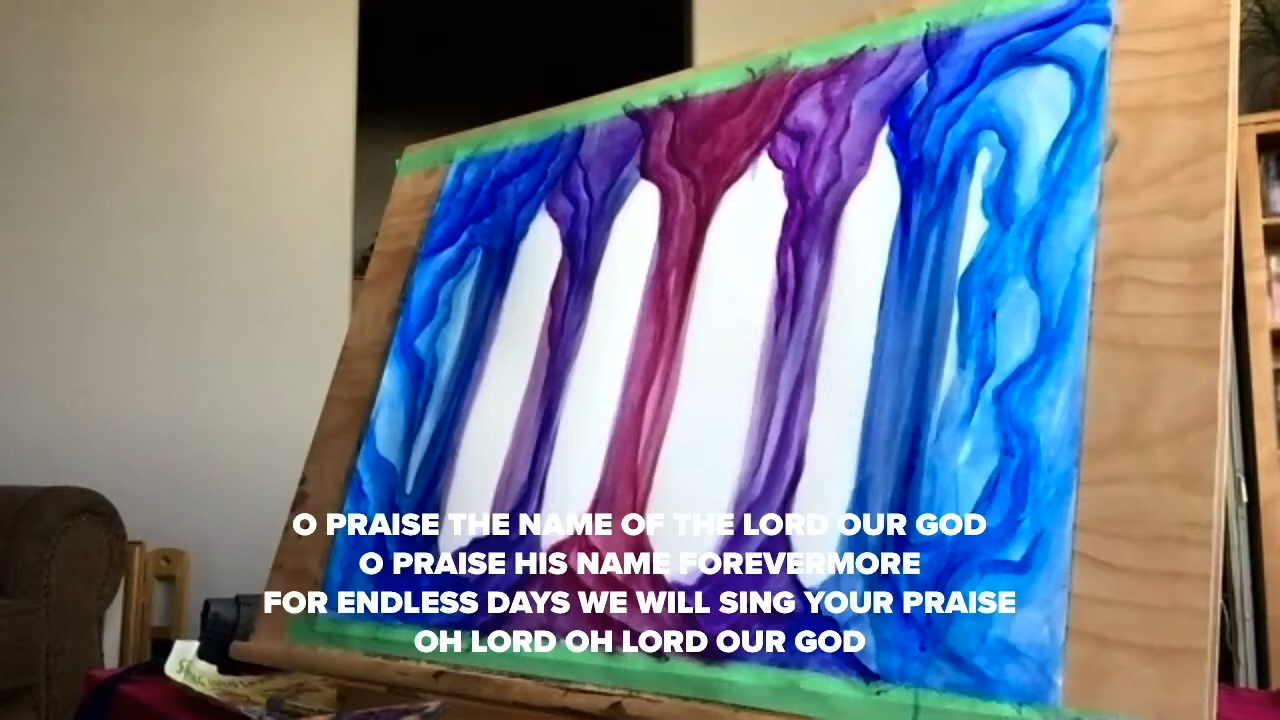 O PRAISE THE NAME OF THE LORD OUR GOD
O PRAISE HIS NAME FOREVERMORE
FOR ENDLESS DAYS WE WILL SING YOUR PRAISE
OH LORD OH LORD OUR GOD